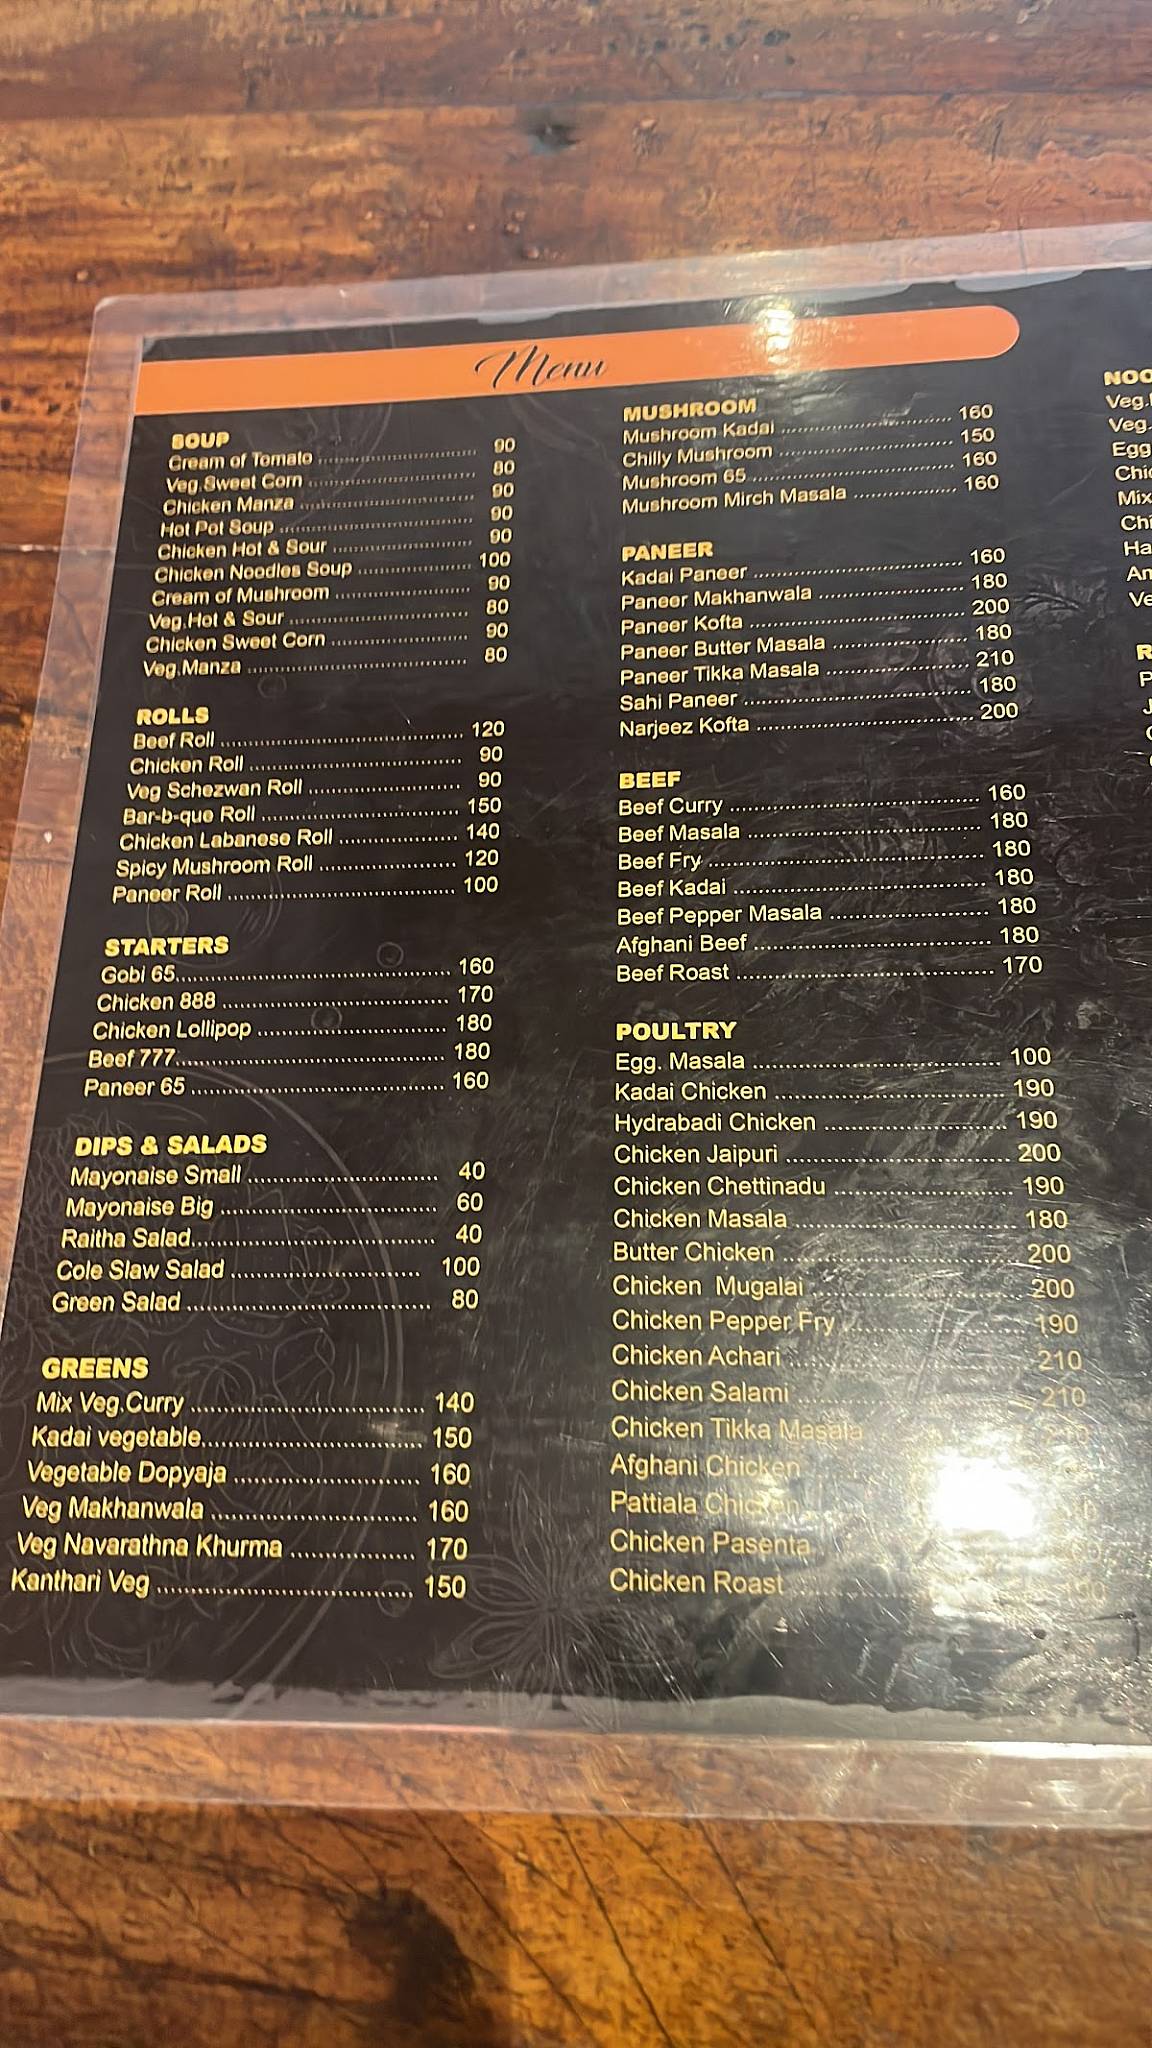 Menu
SOUP
Cream of Tomato ........ 90
Veg.Sweet Corn ........ 80
Chicken Manza ........ 90
Hot Pot Soup ........ 90
Chicken Hot & Sour ........ 90
Chicken Noodles Soup ........ 100
Cream of Mushroom ........ 90
Veg.Hot & Sour ........ 80
Chicken Sweet Corn ........ 90
Veg.Manza ........ 80
ROLLS
Beef Roll ........ 120
Chicken Roll ........ 90
Veg Schezwan Roll ........ 90
Bar-b-que Roll ........ 150
Chicken Labanese Roll ........ 140
Spicy Mushroom Roll ........ 120
Paneer Roll ........ 100
STARTERS
Gobi 65 ........ 160
Chicken 888 ........ 170
Chicken Lollipop ........ 180
Beef 777 ........ 180
Paneer 65 ........ 160
DIPS & SALADS
Mayonaise Small ........ 40
Mayonaise Big ........ 60
Raitha Salad ........ 40
Cole Slaw Salad ........ 100
Green Salad ........ 80
GREENS
Mix Veg.Curry ........ 140
Kadai vegetable ........ 150
Vegetable Dopyaja ........ 160
Veg Makhanwala ........ 160
Veg Navarathna Khurma ........ 170
Kanthari Veg ........ 150
MUSHROOM
Mushroom Kadai ........ 160
Chilly Mushroom ........ 150
Mushroom 65 ........ 160
Mushroom Mirch Masala ........ 160
PANEER
Kadai Paneer ........ 160
Paneer Makhanwala ........ 180
Paneer Kofta ........ 200
Paneer Butter Masala ........ 180
Paneer Tikka Masala ........ 210
Sahi Paneer ........ 180
Narjeez Kofta ........ 200
BEEF
Beef Curry ........ 160
Beef Masala ........ 180
Beef Fry ........ 180
Beef Kadai ........ 180
Beef Pepper Masala ........ 180
Afghani Beef ........ 180
Beef Roast ........ 170
POULTRY
Egg. Masala ........ 100
Kadai Chicken ........ 190
Hydrabadi Chicken ........ 190
Chicken Jaipuri ........ 200
Chicken Chettinadu ........ 190
Chicken Masala ........ 180
Butter Chicken ........ 200
Chicken Mugalai ........ 200
Chicken Pepper Fry ........ 190
Chicken Achari ........ 210
Chicken Salami ........ 210
Chicken Tikka Masala ........ 210
Afghani Chicken
Pattiala Chicken
Chicken Pasenta
Chicken Roast ........ 190
Veg.
Egg
Mix